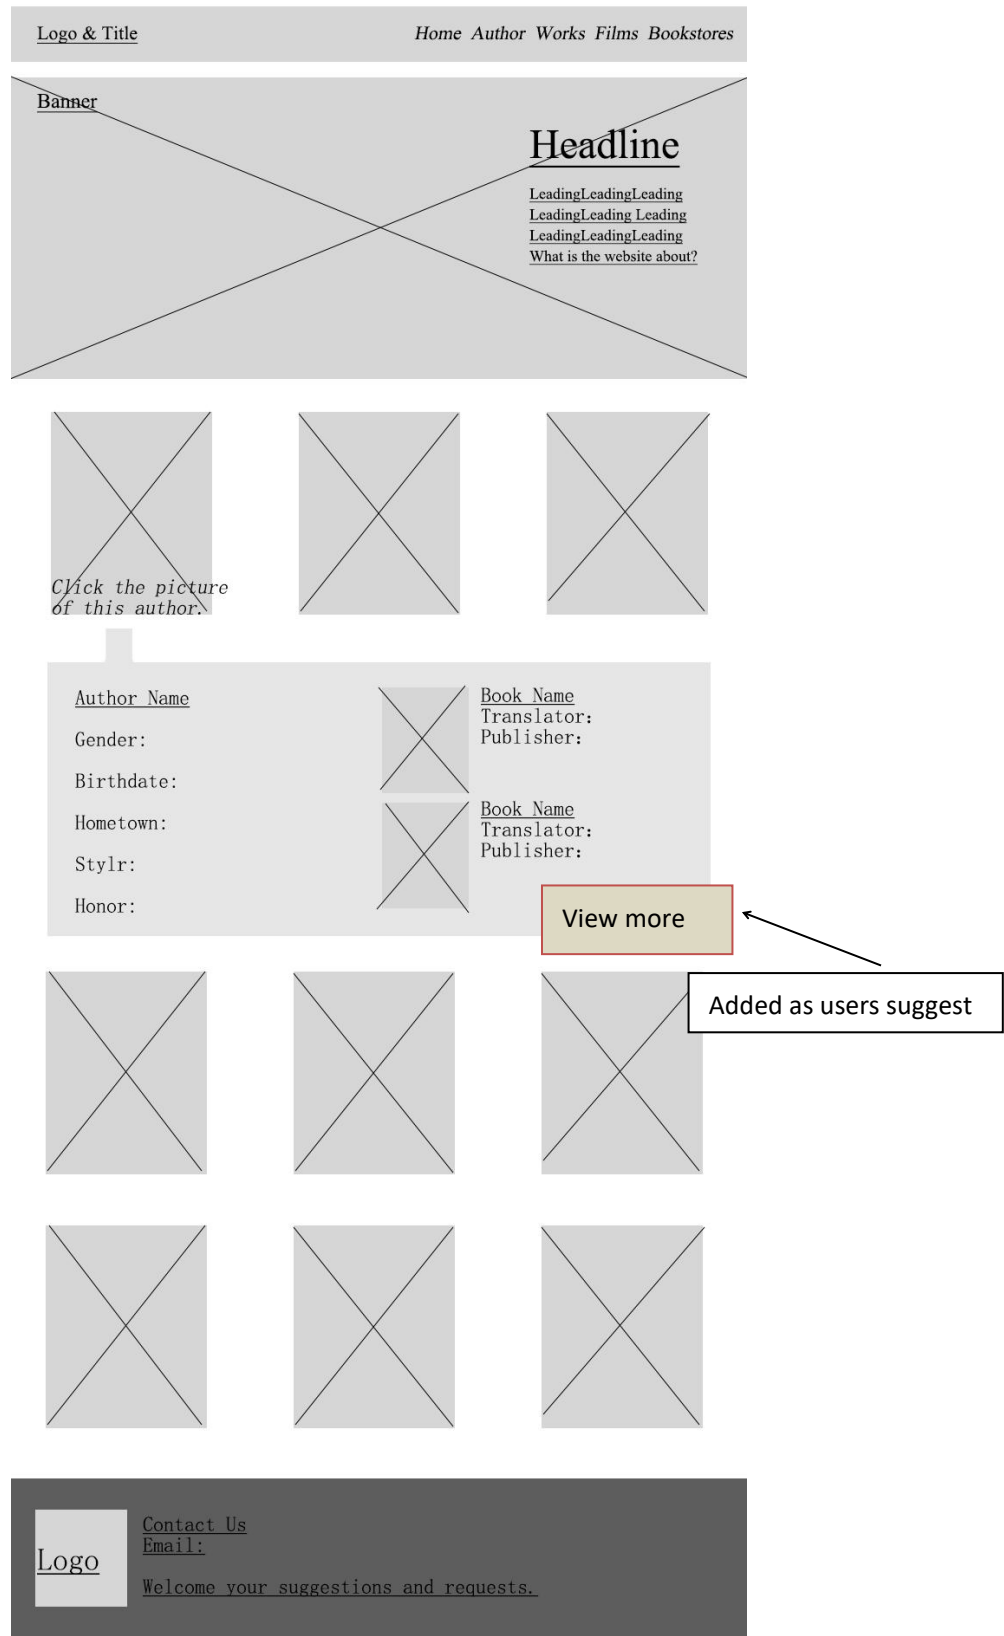 Logo & Title
Home Author Works Films Bookstores
Banner
Headline
LeadingLeadingLeading
LeadingLeading Leading
LeadingLeadingLeading
What is the website about?
Click the picture
of this author.
Author Name
Gender:
Birthdate:
Hometown:
Stylr:
Honor:
Book Name
Translator:
Publisher:
Book Name
Translator:
Publisher:
View more
Added as users suggest
Logo
Contact Us
Email:
Welcome your suggestions and requests.